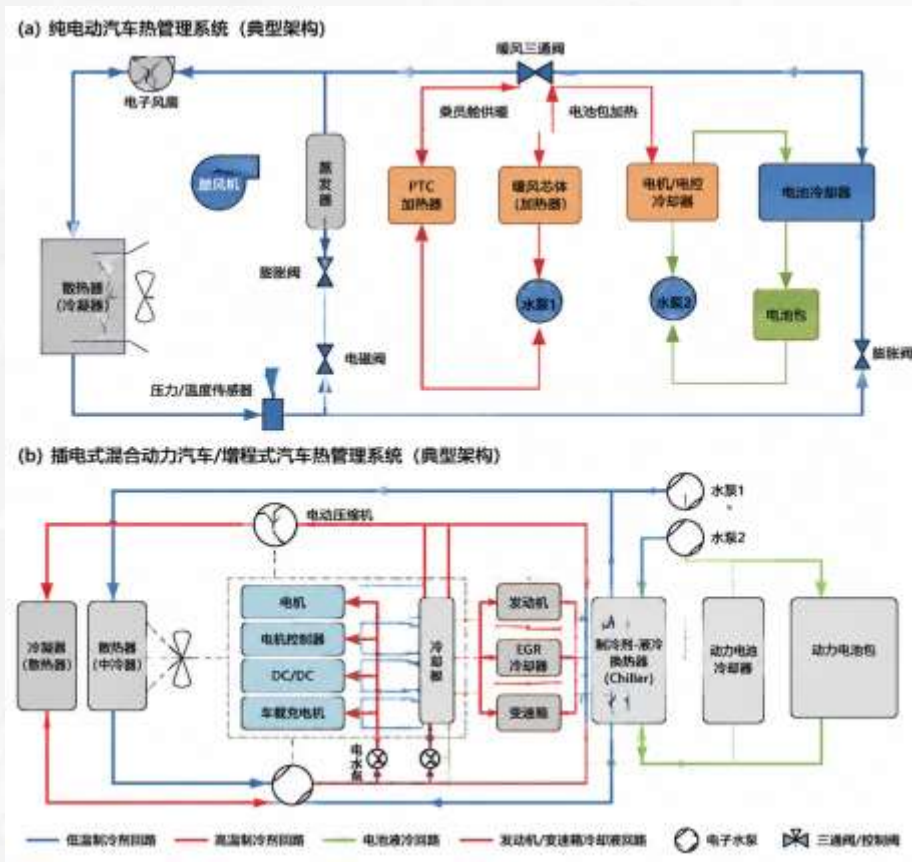 (a) 纯电动汽车热管理系统（典型架构）
暖风三通阀
电子风扇
乘员舱供暖
电池包加热
鼓风机
蒸发器
PTC
加热器
暖风芯体
(加热器)
电机/电控
冷却器
电池冷却器
散热器
(冷凝器)
膨胀阀
水泵1
水泵2
电池包
电磁阀
膨胀阀
压力/温度传感器
(b) 插电式混合动力汽车/增程式汽车热管理系统（典型架构）
水泵1
电动压缩机
水泵2
冷凝器
(散热器)
散热器
(中冷器)
电机
电机控制器
DC/DC
车载充电机
发动机
EGR
冷却器
变速箱
制冷剂-液冷
换热器
(Chiller)
动力电池
冷却器
动力电池包
电水泵
低温制冷剂回路
高温制冷剂回路
电池液冷回路
发动机/变速箱冷却液回路
电子水泵
三通阀/控制阀